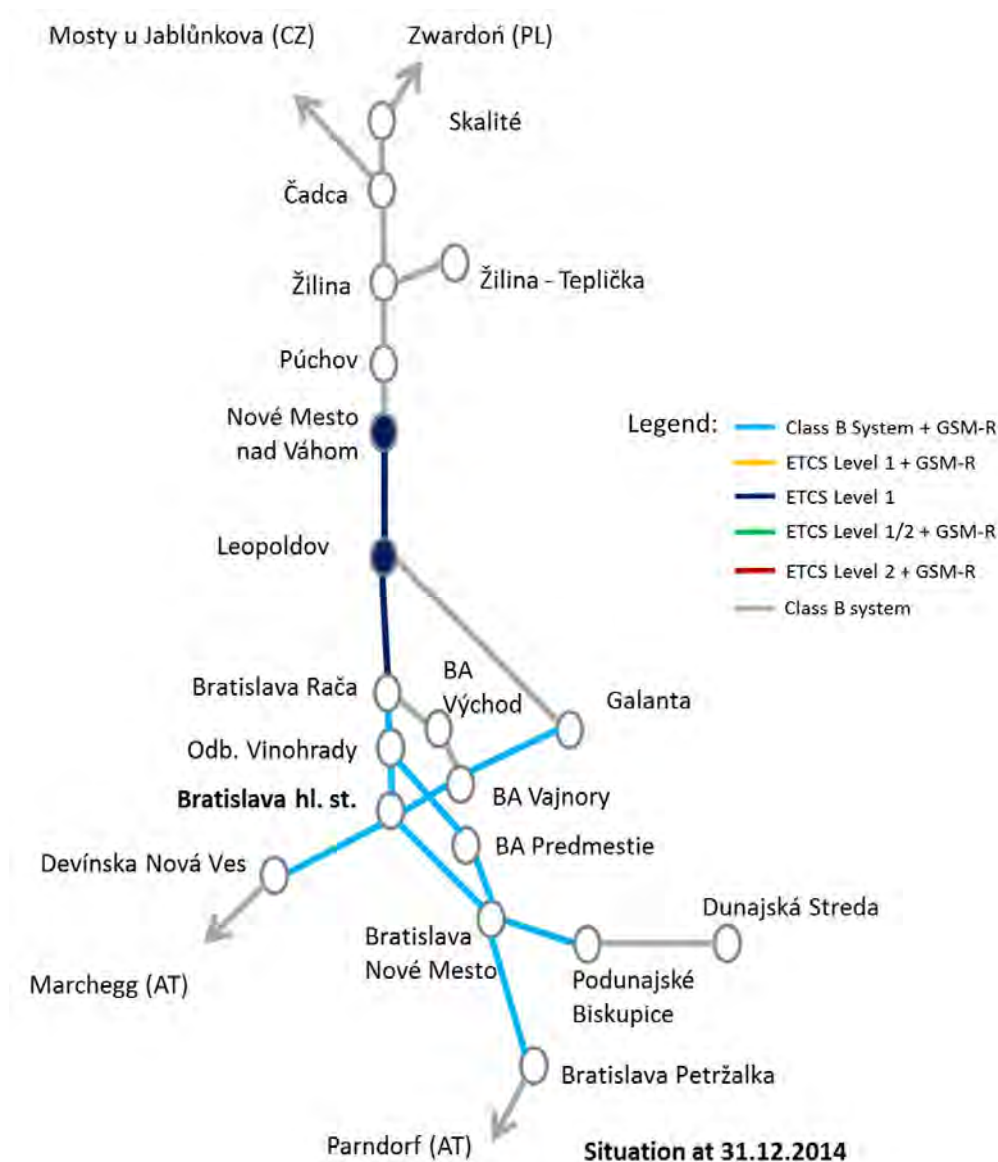 Mosty u Jablůnkova (CZ)
Zwardoń (PL)
Skalité
Čadca
Žilina
Žilina - Teplička
Púchov
Nové Mesto
nad Váhom
Legend:
Class B System + GSM-R
ETCS Level 1 + GSM-R
ETCS Level 1
ETCS Level 1/2 + GSM-R
ETCS Level 2 + GSM-R
Class B system
Leopoldov
Bratislava Rača
BA
Východ
Galanta
Odb. Vinohrady
Bratislava hl. st.
BA Vajnory
BA Predmestie
Devínska Nová Ves
Dunajská Streda
Bratislava
Nové Mesto
Marchegg (AT)
Podunajské
Biskupice
Bratislava Petržalka
Parndorf (AT)
Situation at 31.12.2014